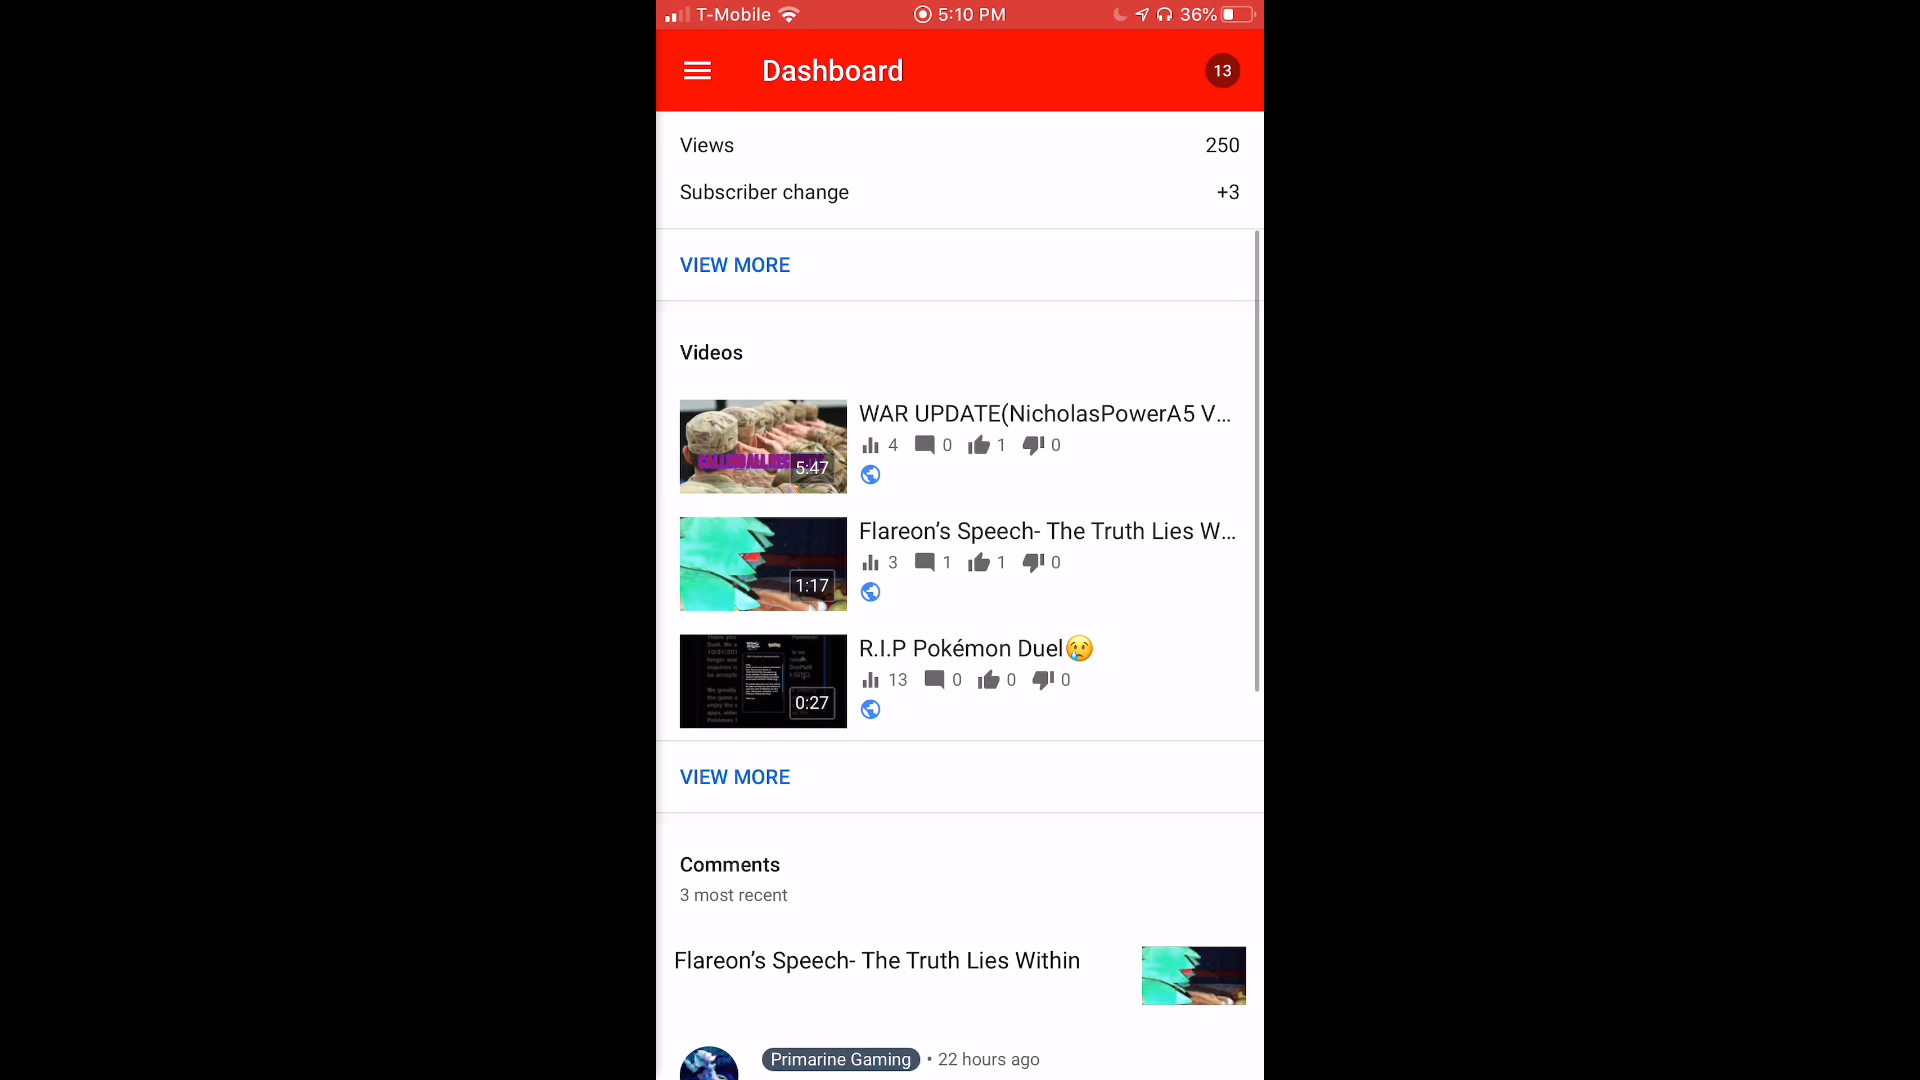 T-Mobile 5:10 PM 36%
Dashboard 13
Views 250
Subscriber change +3
VIEW MORE
Videos
WAR UPDATE(NicholasPowerA5 V...
4 0 1 0
5:47
Flareon’s Speech- The Truth Lies W...
3 1 1 0
1:17
R.I.P Pokémon Duel😢
13 0 0 0
0:27
VIEW MORE
Comments
3 most recent
Flareon’s Speech- The Truth Lies Within
Primarine Gaming • 22 hours ago